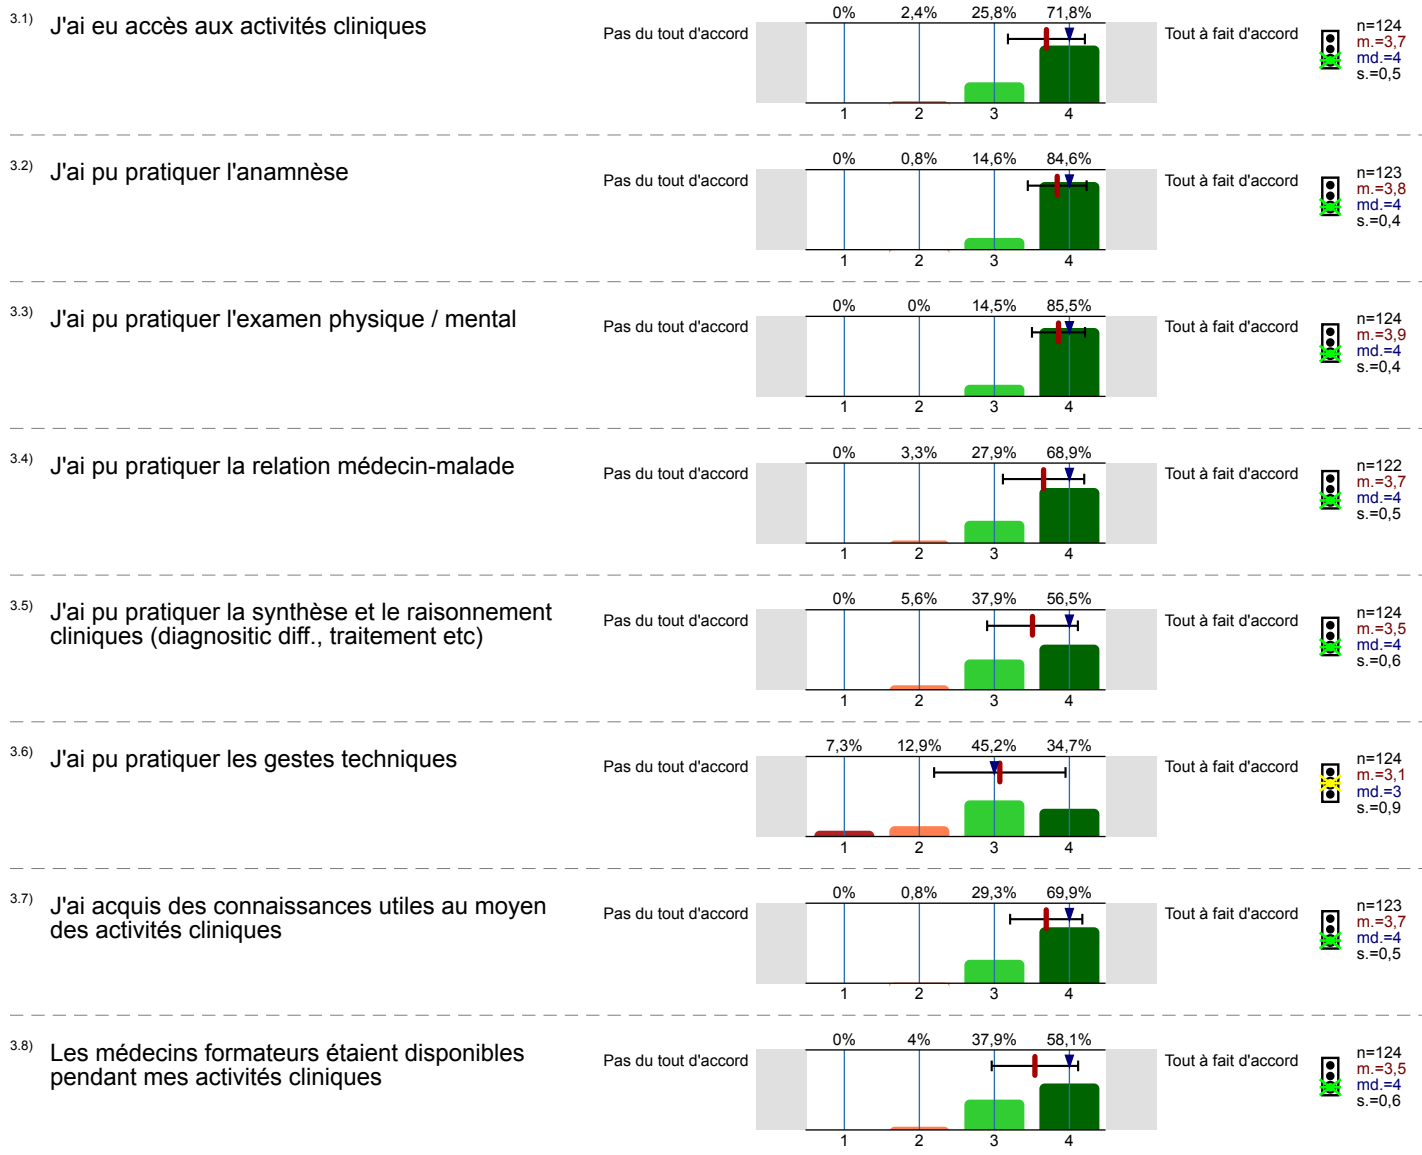 3.1) J'ai eu accès aux activités cliniques
Pas du tout d'accord
0% 2,4% 25,8% 71,8%
1 2 3 4
Tout à fait d'accord
n=124
m.=3,7
md.=4
s.=0,5
3.2) J'ai pu pratiquer l'anamnèse
Pas du tout d'accord
0% 0,8% 14,6% 84,6%
1 2 3 4
Tout à fait d'accord
n=123
m.=3,8
md.=4
s.=0,4
3.3) J'ai pu pratiquer l'examen physique / mental
Pas du tout d'accord
0% 0% 14,5% 85,5%
1 2 3 4
Tout à fait d'accord
n=124
m.=3,9
md.=4
s.=0,4
3.4) J'ai pu pratiquer la relation médecin-malade
Pas du tout d'accord
0% 3,3% 27,9% 68,9%
1 2 3 4
Tout à fait d'accord
n=122
m.=3,7
md.=4
s.=0,5
3.5) J'ai pu pratiquer la synthèse et le raisonnement
cliniques (diagnositic diff., traitement etc)
Pas du tout d'accord
0% 5,6% 37,9% 56,5%
1 2 3 4
Tout à fait d'accord
n=124
m.=3,5
md.=4
s.=0,6
3.6) J'ai pu pratiquer les gestes techniques
Pas du tout d'accord
7,3% 12,9% 45,2% 34,7%
1 2 3 4
Tout à fait d'accord
n=124
m.=3,1
md.=3
s.=0,9
3.7) J'ai acquis des connaissances utiles au moyen
des activités cliniques
Pas du tout d'accord
0% 0,8% 29,3% 69,9%
1 2 3 4
Tout à fait d'accord
n=123
m.=3,7
md.=4
s.=0,5
3.8) Les médecins formateurs étaient disponibles
pendant mes activités cliniques
Pas du tout d'accord
0% 4% 37,9% 58,1%
1 2 3 4
Tout à fait d'accord
n=124
m.=3,5
md.=4
s.=0,6